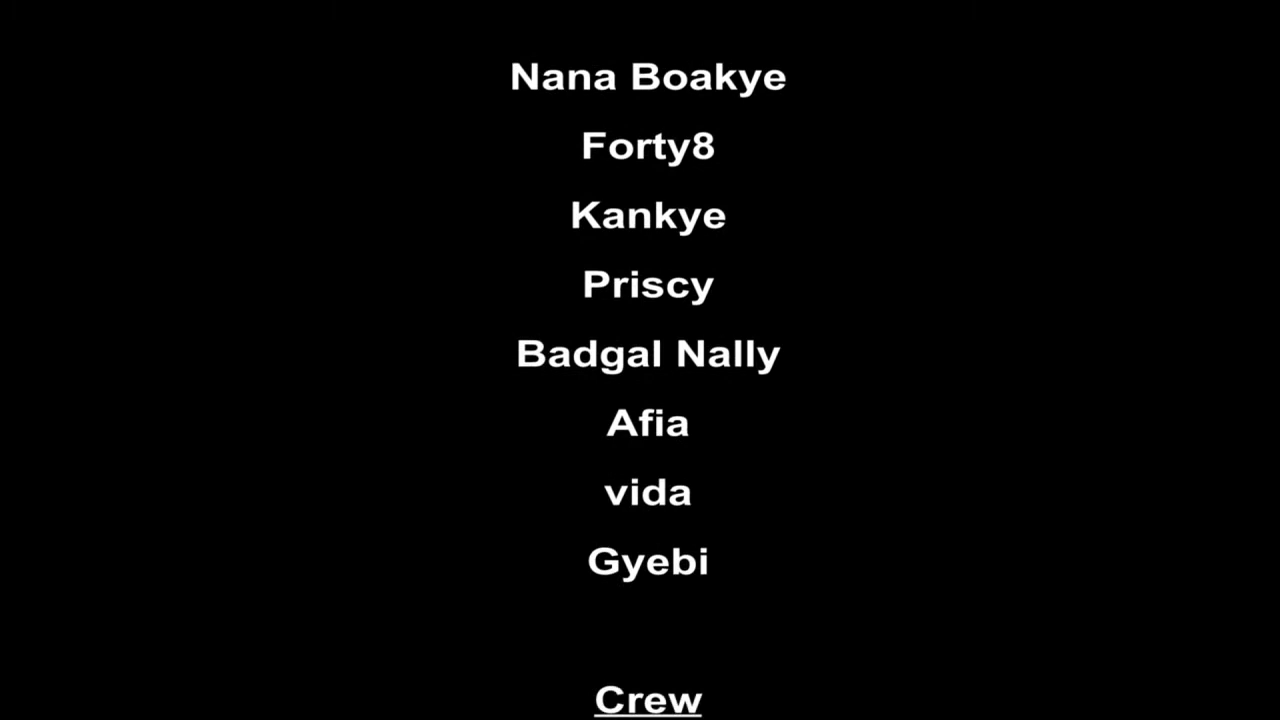 Nana Boakye
Forty8
Kankye
Priscy
Badgal Nally
Afia
vida
Gyebi
Crew